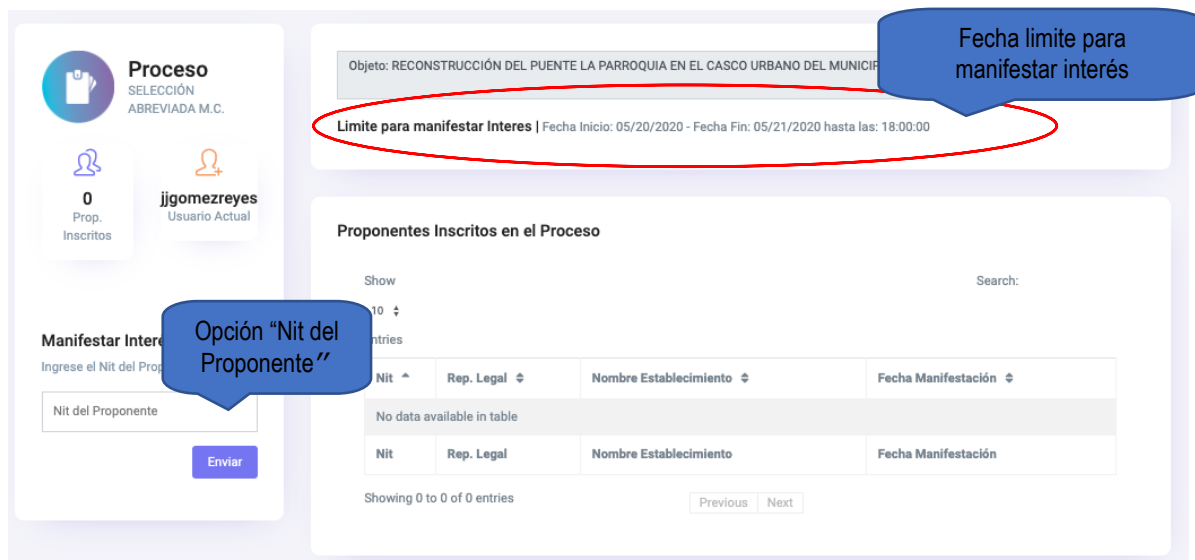 Proceso
SELECCIÓN
ABREVIADA M.C.
0
Prop.
Inscritos
jjgomezreyes
Usuario Actual
Manifestar Intere
Ingrese el Nit del Prop
Nit del Proponente
Enviar
Opción “Nit del
Proponente”
Fecha limite para
manifestar interés
Objeto: RECONSTRUCCIÓN DEL PUENTE LA PARROQUIA EN EL CASCO URBANO DEL MUNICIP
Limite para manifestar Interes | Fecha Inicio: 05/20/2020 - Fecha Fin: 05/21/2020 hasta las: 18:00:00
Proponentes Inscritos en el Proceso
Show
10
ntries
Search:
Nit Rep. Legal Nombre Establecimiento Fecha Manifestación
No data available in table
Nit Rep. Legal Nombre Establecimiento Fecha Manifestación
Showing 0 to 0 of 0 entries
Previous Next